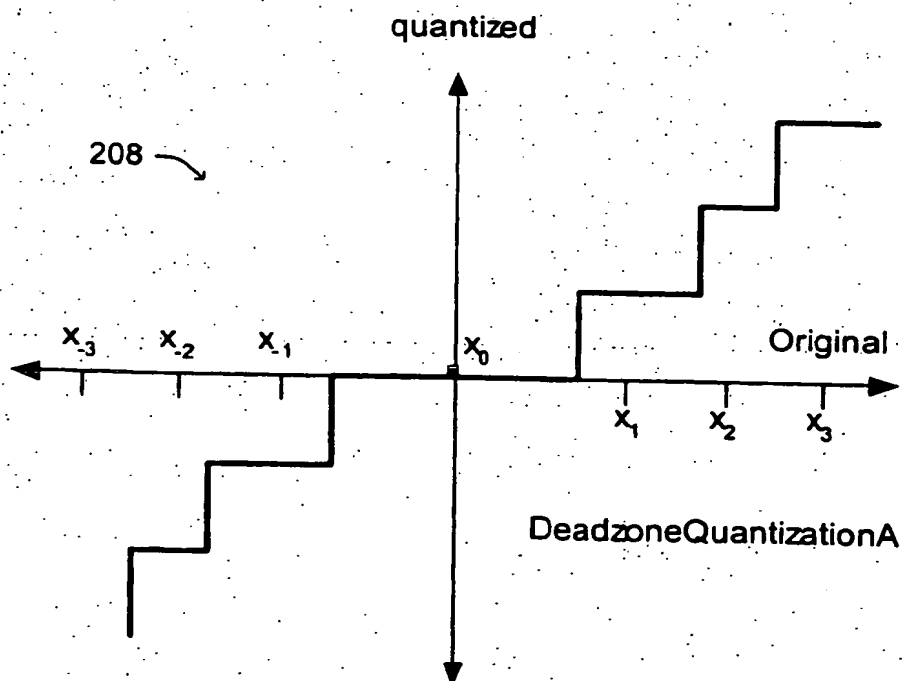 quantized
208
X-3
X-2
X-1
X0
Original
X1
X2
X3
DeadzoneQuantizationA